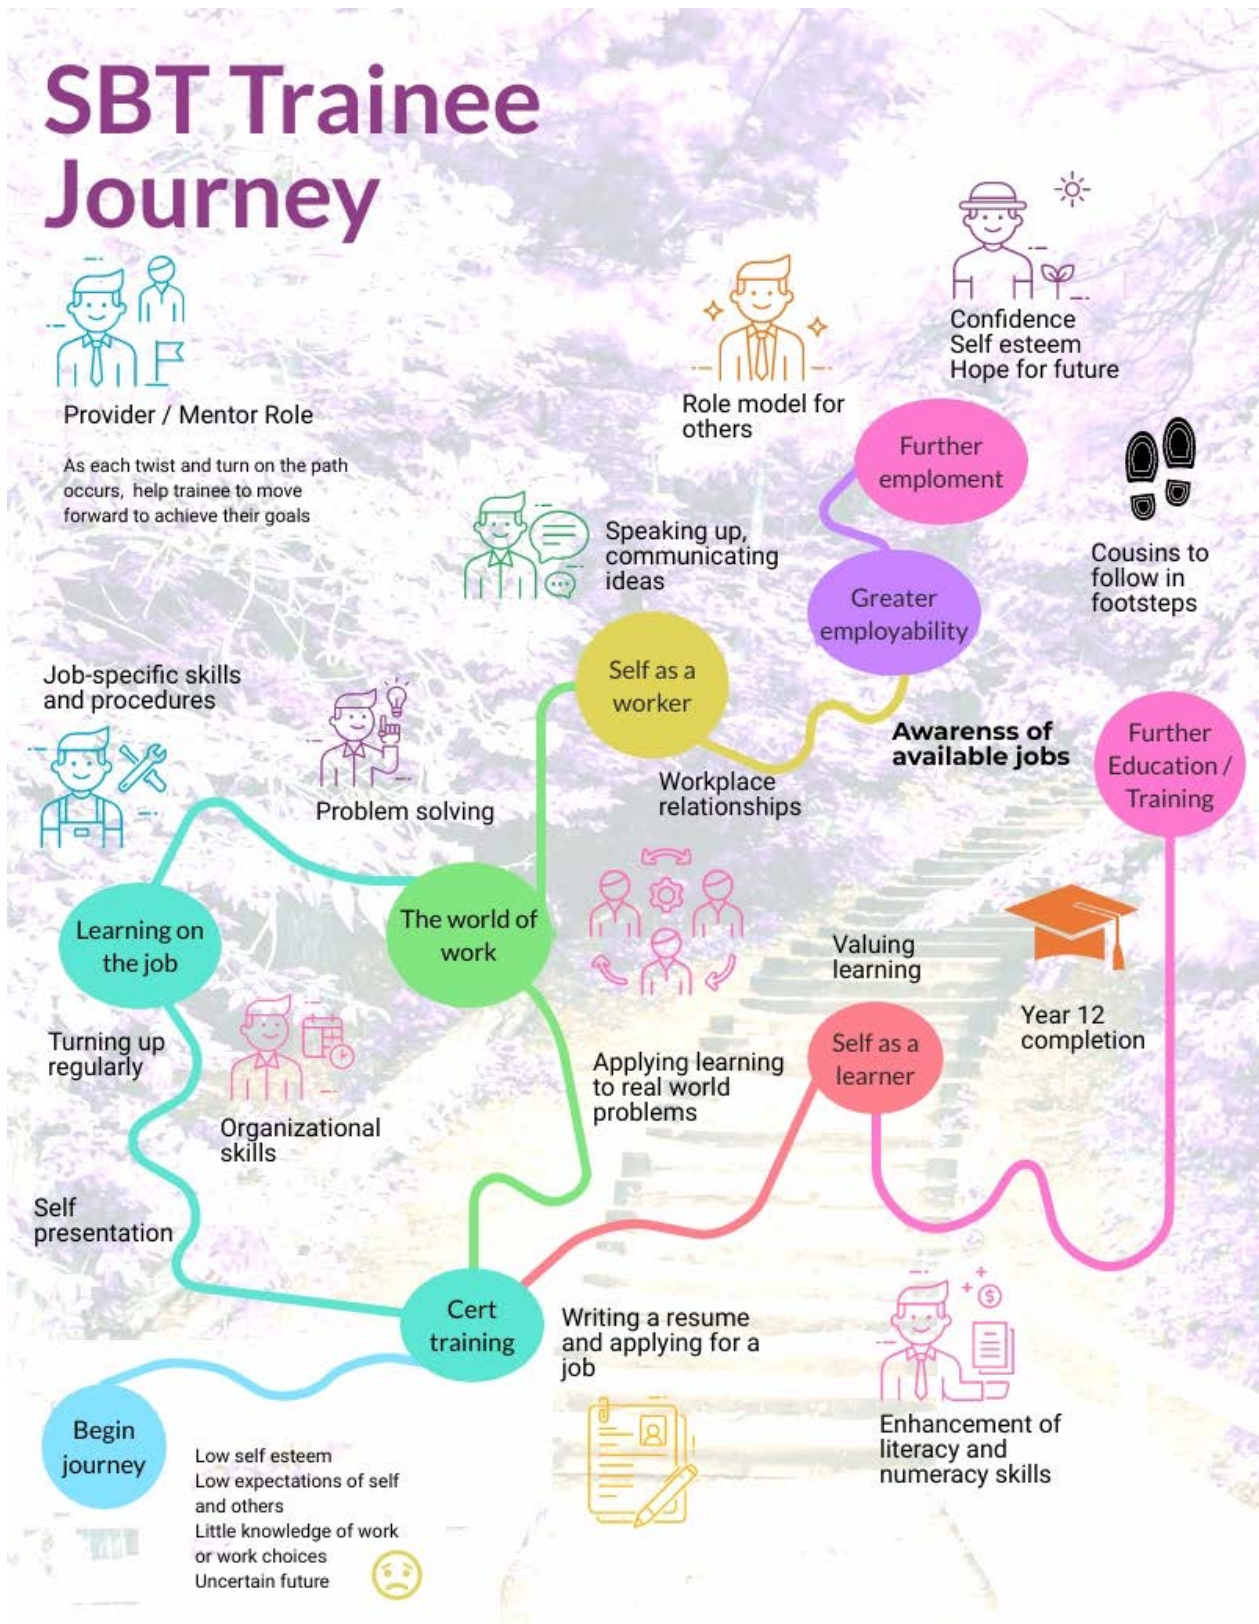 SBT Trainee
Journey
Provider / Mentor Role
As each twist and turn on the path
occurs, help trainee to move
forward to achieve their goals
Confidence
Self esteem
Hope for future
Role model for
others
Further
emploment
Cousins to
follow in
footsteps
Speaking up,
communicating
ideas
Greater
employability
Self as a
worker
Awarenss of
available jobs
Further
Education /
Training
Workplace
relationships
Job-specific skills
and procedures
Problem solving
Learning on
the job
The world of
work
Valuing
learning
Year 12
completion
Self as a
learner
Turning up
regularly
Organizational
skills
Applying learning
to real world
problems
Self
presentation
Cert
training
Writing a resume
and applying for a
job
$
Enhancement of
literacy and
numeracy skills
Begin
journey
Low self esteem
Low expectations of self
and others
Little knowledge of work
or work choices
Uncertain future